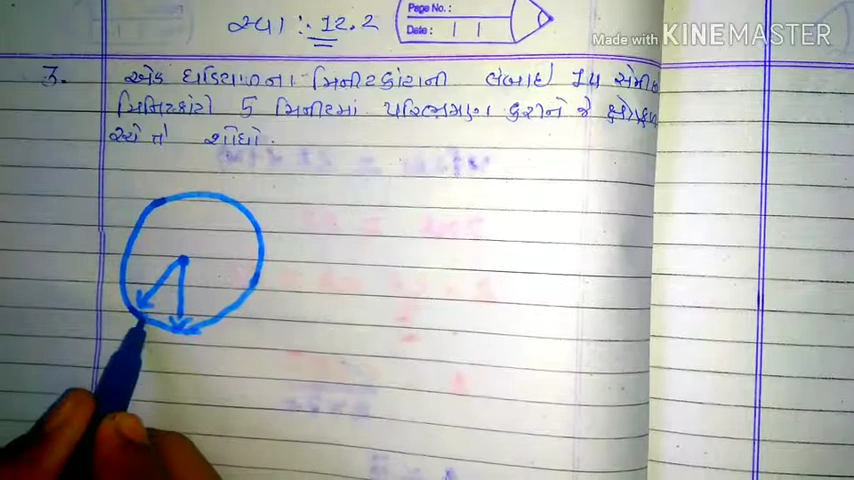 Page No.:
Date:
સ્વા :- 12.2
Made with KINEMASTER
3. એક ઘડિયાળના મિનીટકાંટાની લંબાઈ 14 સેમી છે
મિનિટકાંટો 5 મિનીટમાં પરિભ્રમણ કરીને જે ક્ષેત્રફળ
રચે તે શોધો.